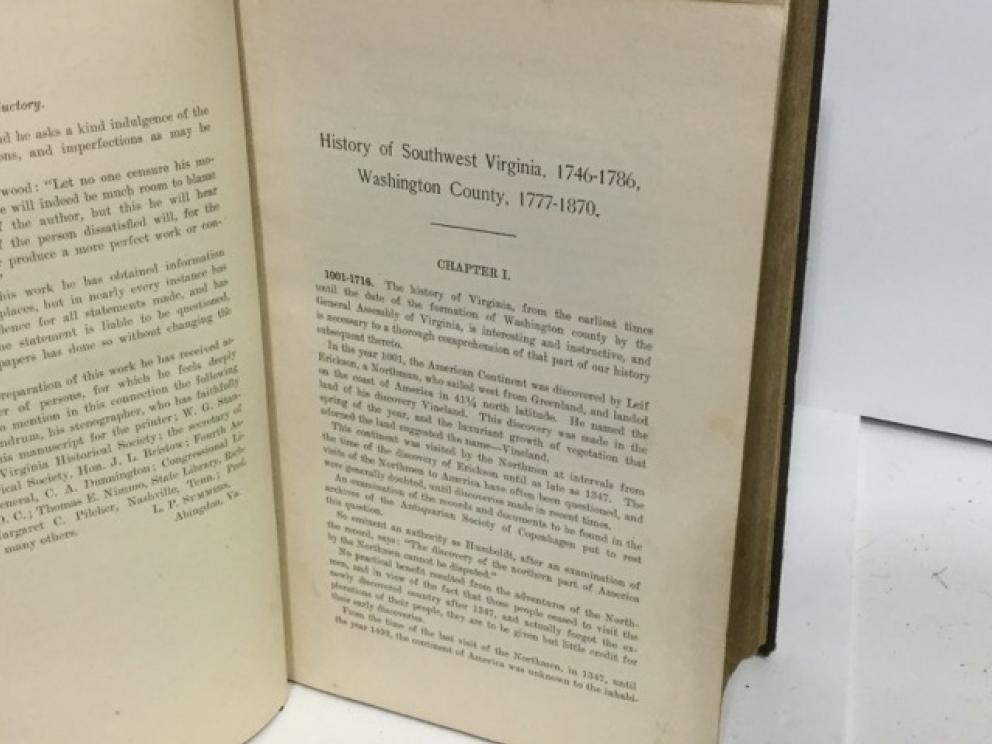 uctory.
d he asks a kind indulgence of the
ons, and imperfections as may be
wood: "Let no one censure his mo-
e will indeed be much room to blame
f the author, but this he will hear
f the person dissatisfied will, for the
r produce a more perfect work or con-
his work he has obtained information
places, but in nearly every instance has
dence for all statements made, and has
ne statement is liable to be questioned.
papers has done so without changing the
reparation of this work he has received as-
er of persons, for which he feels deeply
o mention in this connection the following
ndrum, his stenographer, who has faithfully
his manuscript for the printer; W. G. Stan-
Virginia Historical Society; the secretary of
ical Society, Hon. J. L. Bristow; Fourth As-
eneral, C. A. Dunnington; Congressional Li-
D. C.; Thomas E. Nimmo, State Library, Rich-
Margaret C. Pilcher, Nashville, Tenn.; Prof.
many others.
L. P. SUMMERS,
Abingdon, Va.
History of Southwest Virginia, 1746-1786,
Washington County, 1777-1870.
CHAPTER I.
1001-1716. The history of Virginia, from the earliest times
until the date of the formation of Washington county by the
General Assembly of Virginia, is interesting and instructive, and
is necessary to a thorough comprehension of that part of our history
subsequent thereto.
In the year 1001, the American Continent was discovered by Leif
Erickson, a Northman, who sailed west from Greenland, and landed
on the coast of America in 41¼ north latitude. He named the
land of his discovery Vineland. This discovery was made in the
spring of the year, and the luxuriant growth of vegetation that
adorned the land suggested the name—Vineland.
This continent was visited by the Northmen at intervals from
the time of the discovery of Erickson until as late as 1347. The
visits of the Northmen to America have often been questioned, and
were generally doubted, until discoveries made in recent times.
An examination of the records and documents to be found in the
archives of the Antiquarian Society of Copenhagen put to rest
this question.
So eminent an authority as Humboldt, after an examination of
the record, says: "The discovery of the northern part of America
by the Northmen cannot be disputed."
No practical benefit resulted from the adventures of the North-
men, and in view of the fact that those people ceased to visit the
newly discovered country after 1347, and actually forgot the ex-
plorations of their people, they are to be given but little credit for
their early discoveries.
From the time of the last visit of the Northmen, in 1347, until
the year 1492, the continent of America was unknown to the inhabi-